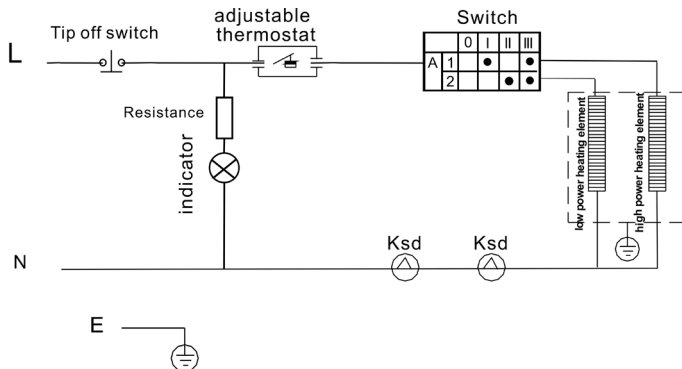 adjustable
thermostat
Switch
Tip off switch
L
0 I II III
A 1
2
Resistance
indicator
low power heating element
high power heating element
Ksd
Ksd
N
E